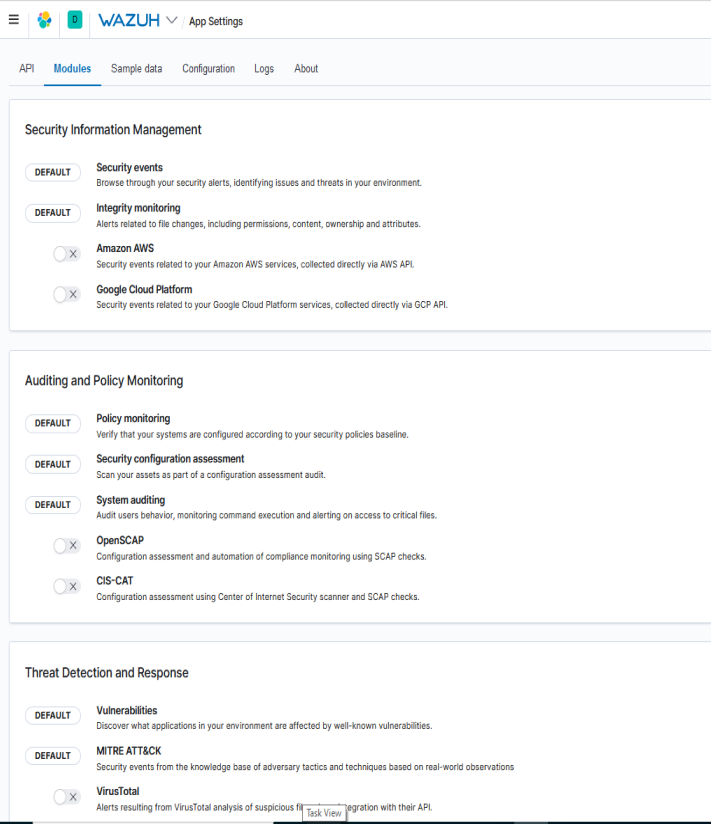 D
WAZUH / App Settings
API Modules Sample data Configuration Logs About
Security Information Management
DEFAULT Security events
Browse through your security alerts, identifying issues and threats in your environment.
DEFAULT Integrity monitoring
Alerts related to file changes, including permissions, content, ownership and attributes.
Amazon AWS
Security events related to your Amazon AWS services, collected directly via AWS API.
Google Cloud Platform
Security events related to your Google Cloud Platform services, collected directly via GCP API.
Auditing and Policy Monitoring
DEFAULT Policy monitoring
Verify that your systems are configured according to your security policies baseline.
DEFAULT Security configuration assessment
Scan your assets as part of a configuration assessment audit.
DEFAULT System auditing
Audit users behavior, monitoring command execution and alerting on access to critical files.
OpenSCAP
Configuration assessment and automation of compliance monitoring using SCAP checks.
CIS-CAT
Configuration assessment using Center of Internet Security scanner and SCAP checks.
Threat Detection and Response
DEFAULT Vulnerabilities
Discover what applications in your environment are affected by well-known vulnerabilities.
DEFAULT MITRE ATT&CK
Security events from the knowledge base of adversary tactics and techniques based on real-world observations
VirusTotal
Alerts resulting from VirusTotal analysis of suspicious with their API.
Task View